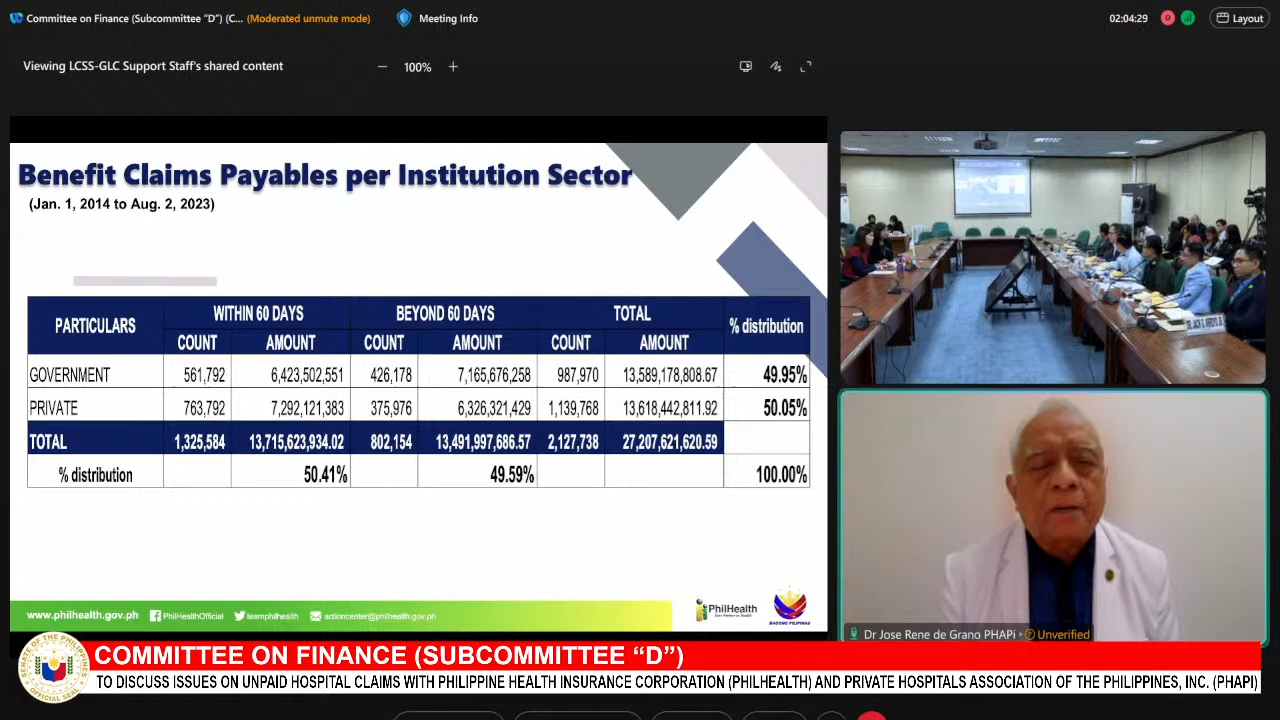 Committee on Finance (Subcommittee “D”) (C... (Moderated unmute mode)
Meeting Info
02:04:29
Layout
Viewing LCSS-GLC Support Staff's shared content
100%
Benefit Claims Payables per Institution Sector
(Jan. 1, 2014 to Aug. 2, 2023)
PARTICULARS WITHIN 60 DAYS BEYOND 60 DAYS TOTAL % distribution
COUNT AMOUNT COUNT AMOUNT COUNT AMOUNT
GOVERNMENT 561,792 6,423,502,551 426,178 7,165,676,258 987,970 13,589,178,808.67 49.95%
PRIVATE 763,792 7,292,121,383 375,976 6,326,321,429 1,139,768 13,618,442,811.92 50.05%
TOTAL 1,325,584 13,715,623,934.02 802,154 13,491,997,686.57 2,127,738 27,207,621,620.59
% distribution 50.41% 49.59% 100.00%
www.philhealth.gov.ph PhilHealthOfficial teamphilhealth actioncenter@philhealth.gov.ph
PhilHealth
BAGONG PILIPINAS
Dr Jose Rene de Grano PHAPi • Unverified
SENATE OF THE PHILIPPINES
OFFICIAL SEAL
COMMITTEE ON FINANCE (SUBCOMMITTEE “D”)
TO DISCUSS ISSUES ON UNPAID HOSPITAL CLAIMS WITH PHILIPPINE HEALTH INSURANCE CORPORATION (PHILHEALTH) AND PRIVATE HOSPITALS ASSOCIATION OF THE PHILIPPINES, INC. (PHAPI)